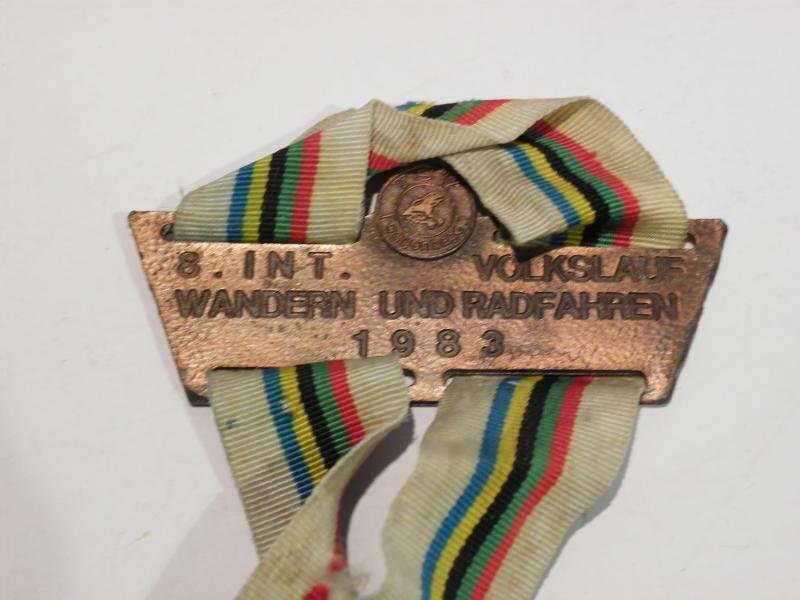 8. INT. VOLKSLAUF
WANDERN UND RADFAHREN
1983